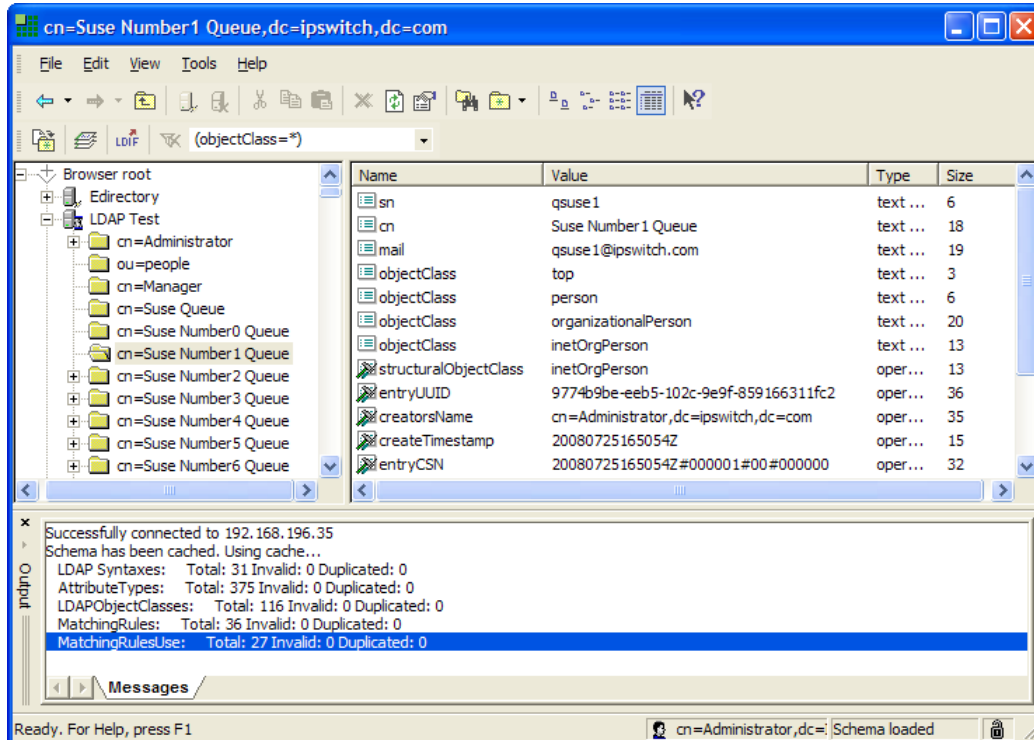 cn=Suse Number1 Queue,dc=ipswitch,dc=com
File Edit View Tools Help
LDIF (objectClass=*)
Browser root
Edirectory
LDAP Test
cn=Administrator
ou=people
cn=Manager
cn=Suse Queue
cn=Suse Number0 Queue
cn=Suse Number1 Queue
cn=Suse Number2 Queue
cn=Suse Number3 Queue
cn=Suse Number4 Queue
cn=Suse Number5 Queue
cn=Suse Number6 Queue
Name Value Type Size
sn qsuse1 text ... 6
cn Suse Number1 Queue text ... 18
mail qsuse1@ipswitch.com text ... 19
objectClass top text ... 3
objectClass person text ... 6
objectClass organizationalPerson text ... 20
objectClass inetOrgPerson text ... 13
structuralObjectClass inetOrgPerson oper... 13
entryUUID 9774b9be-eeb5-102c-9e9f-859166311fc2 oper... 36
creatorsName cn=Administrator,dc=ipswitch,dc=com oper... 35
createTimestamp 20080725165054Z oper... 15
entryCSN 20080725165054Z#000001#00#000000 oper... 32
Output
Successfully connected to 192.168.196.35
Schema has been cached. Using cache...
LDAP Syntaxes: Total: 31 Invalid: 0 Duplicated: 0
AttributeTypes: Total: 375 Invalid: 0 Duplicated: 0
LDAPObjectClasses: Total: 116 Invalid: 0 Duplicated: 0
MatchingRules: Total: 36 Invalid: 0 Duplicated: 0
MatchingRulesUse: Total: 27 Invalid: 0 Duplicated: 0
Messages
Ready. For Help, press F1 cn=Administrator,dc= Schema loaded